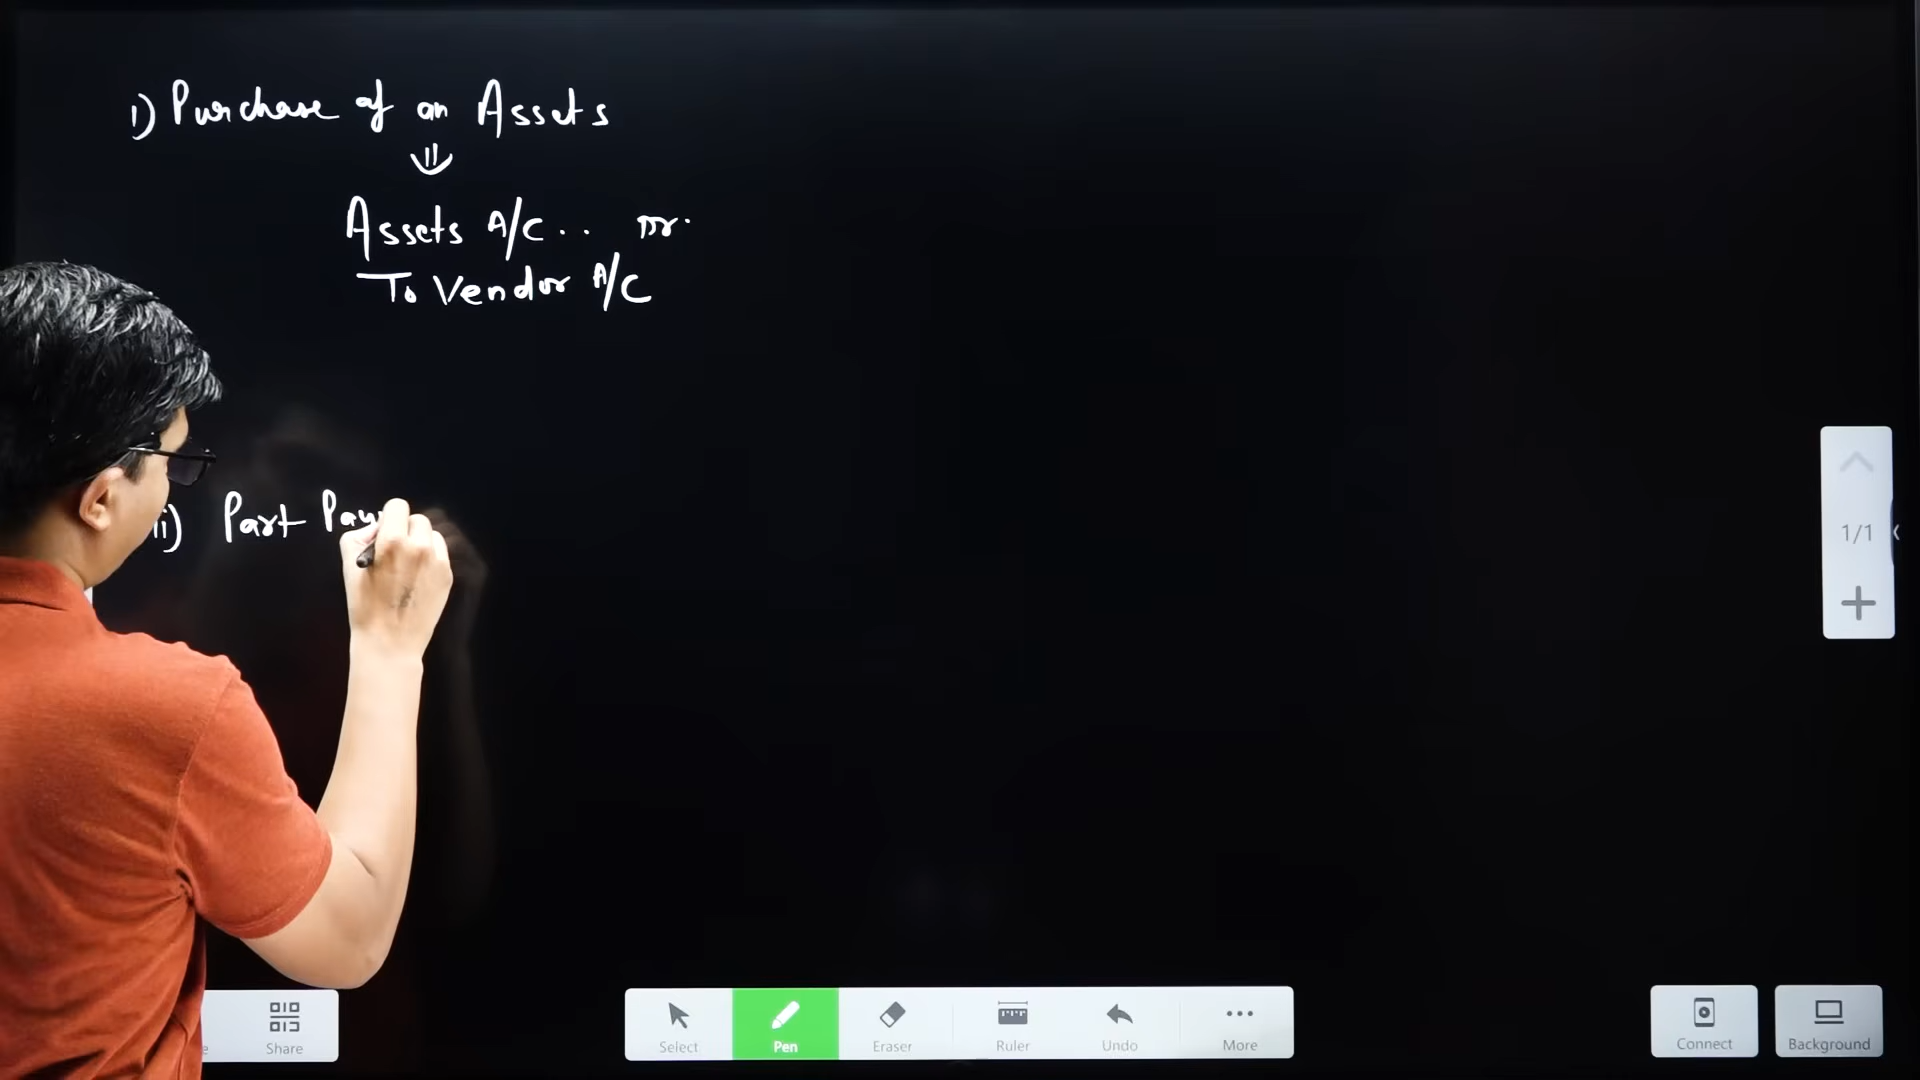 1) Purchase of an Assets
⇓
Assets A/C .. Dr.
To Vendor A/C
ii) Part Pay
1/1
Share
Select
Pen
Eraser
Ruler
Undo
More
Connect
Background